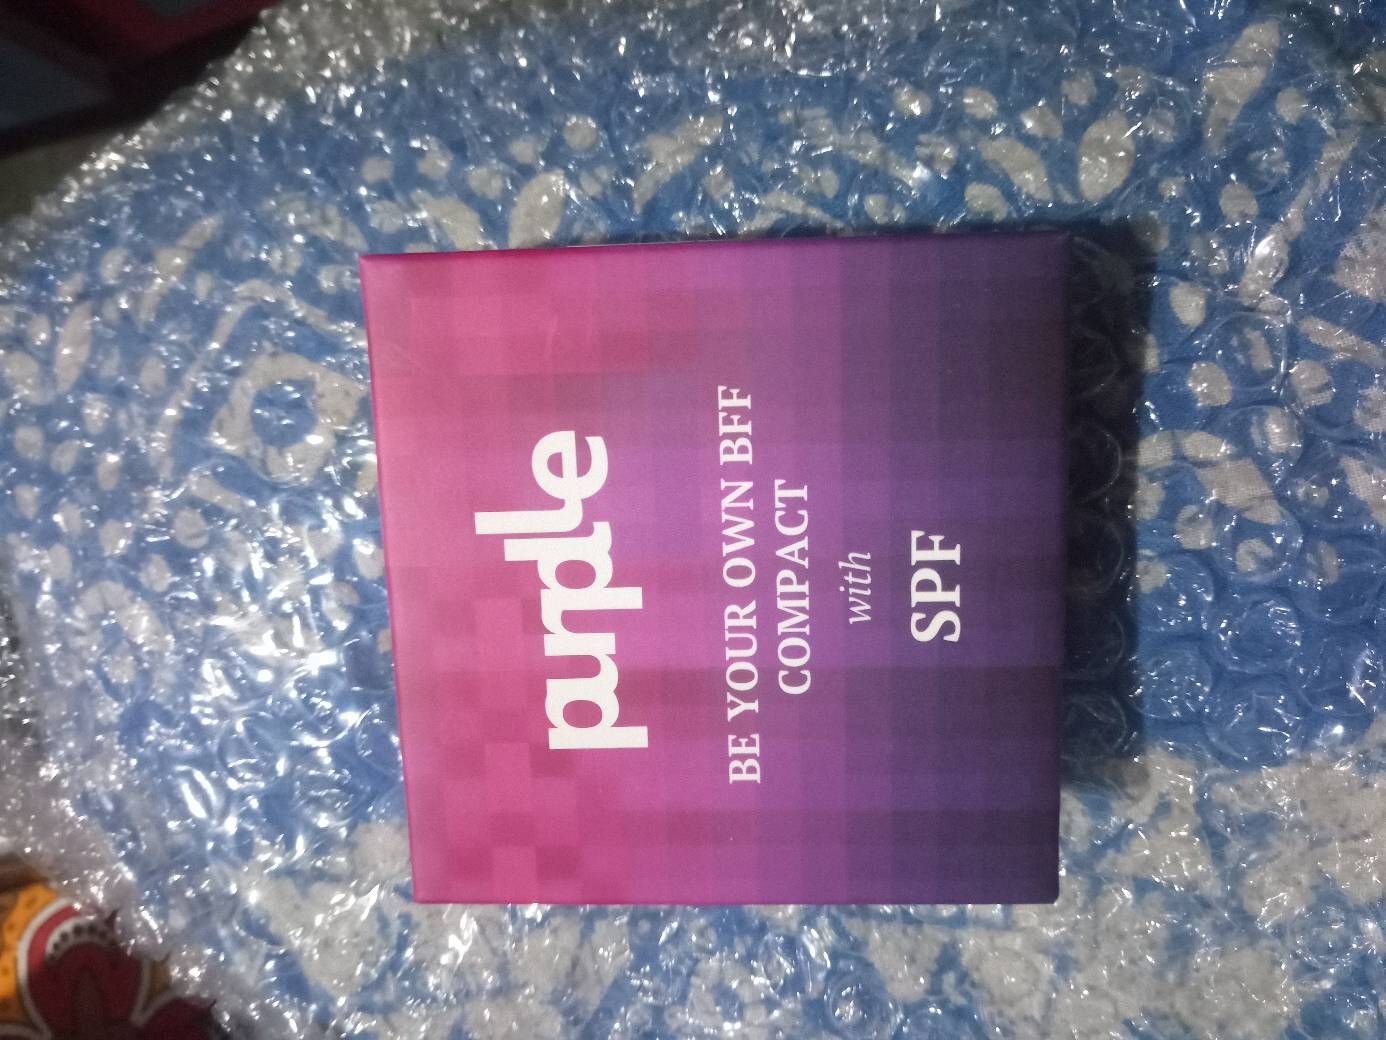 purplle
BE YOUR OWN BFF
COMPACT
with
SPF